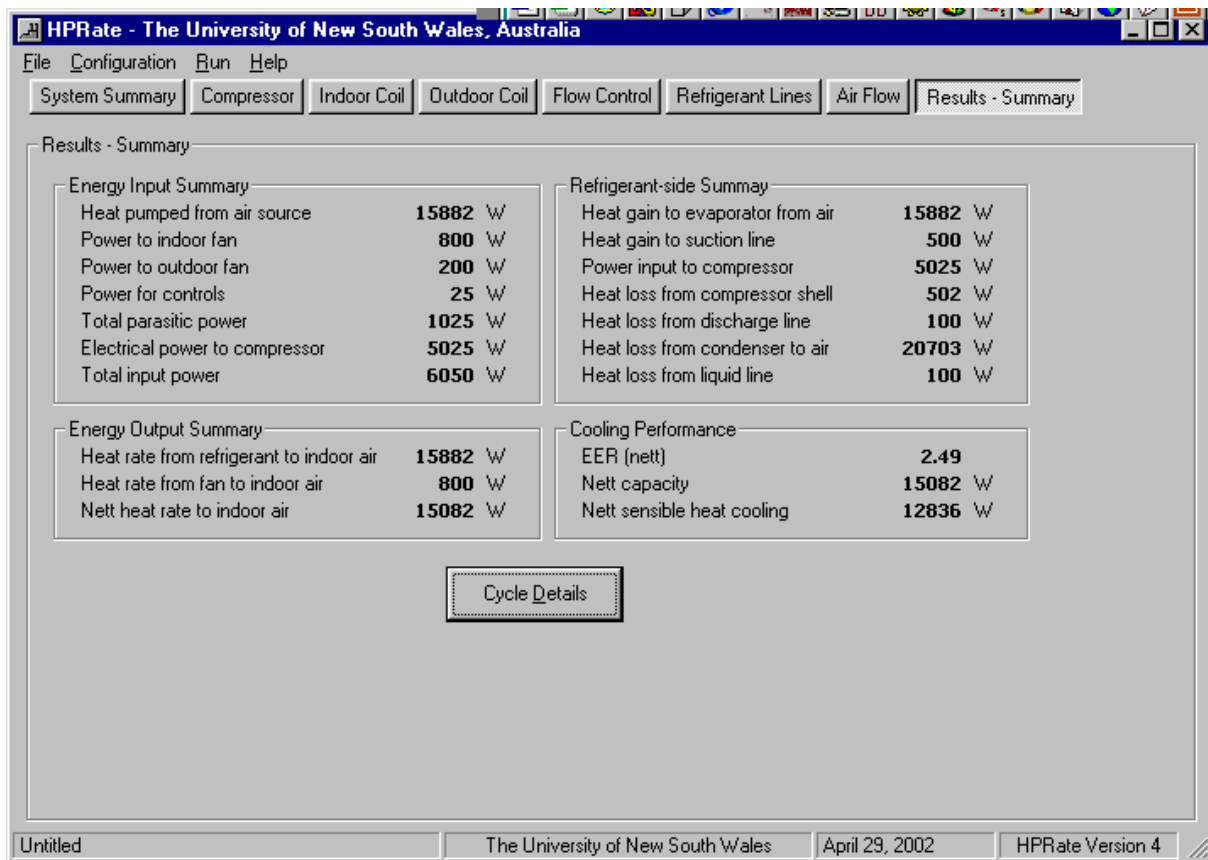 HPRate - The University of New South Wales, Australia
File Configuration Run Help
System Summary Compressor Indoor Coil Outdoor Coil Flow Control Refrigerant Lines Air Flow Results - Summary
Results - Summary
Energy Input Summary
Heat pumped from air source 15882 W
Power to indoor fan 800 W
Power to outdoor fan 200 W
Power for controls 25 W
Total parasitic power 1025 W
Electrical power to compressor 5025 W
Total input power 6050 W
Refrigerant-side Summay
Heat gain to evaporator from air 15882 W
Heat gain to suction line 500 W
Power input to compressor 5025 W
Heat loss from compressor shell 502 W
Heat loss from discharge line 100 W
Heat loss from condenser to air 20703 W
Heat loss from liquid line 100 W
Energy Output Summary
Heat rate from refrigerant to indoor air 15882 W
Heat rate from fan to indoor air 800 W
Nett heat rate to indoor air 15082 W
Cooling Performance
EER (nett) 2.49
Nett capacity 15082 W
Nett sensible heat cooling 12836 W
Cycle Details
Untitled The University of New South Wales April 29, 2002 HPRate Version 4